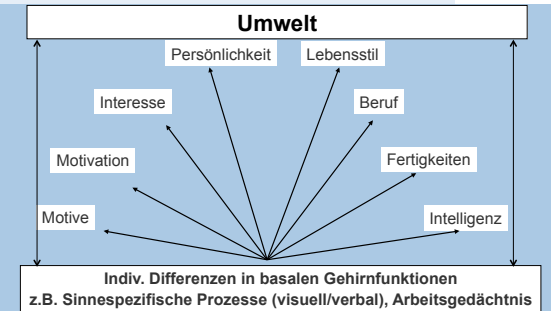 Umwelt
Persönlichkeit
Lebensstil
Interesse
Beruf
Motivation
Fertigkeiten
Motive
Intelligenz
Indiv. Differenzen in basalen Gehirnfunktionen
z.B. Sinnespezifische Prozesse (visuell/verbal), Arbeitsgedächtnis